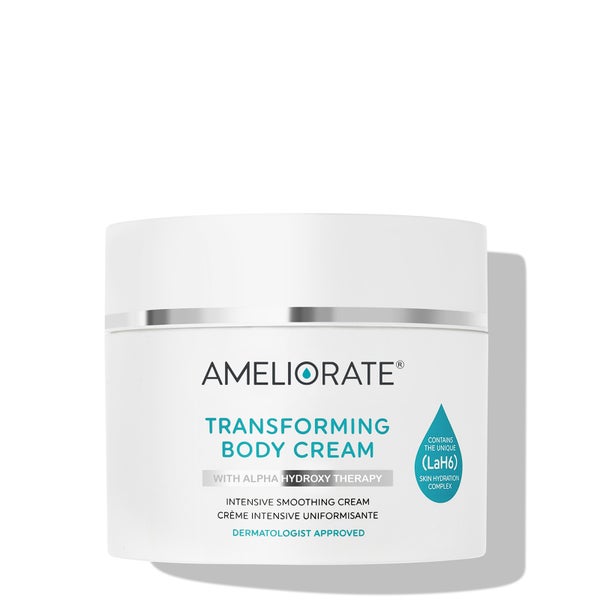 AMELIORATE®
TRANSFORMING
BODY CREAM
WITH ALPHA HYDROXY THERAPY
INTENSIVE SMOOTHING CREAM
CRÈME INTENSIVE UNIFORMISANTE
DERMATOLOGIST APPROVED
CONTAINS
THE UNIQUE
(LaH6)
SKIN HYDRATION
COMPLEX